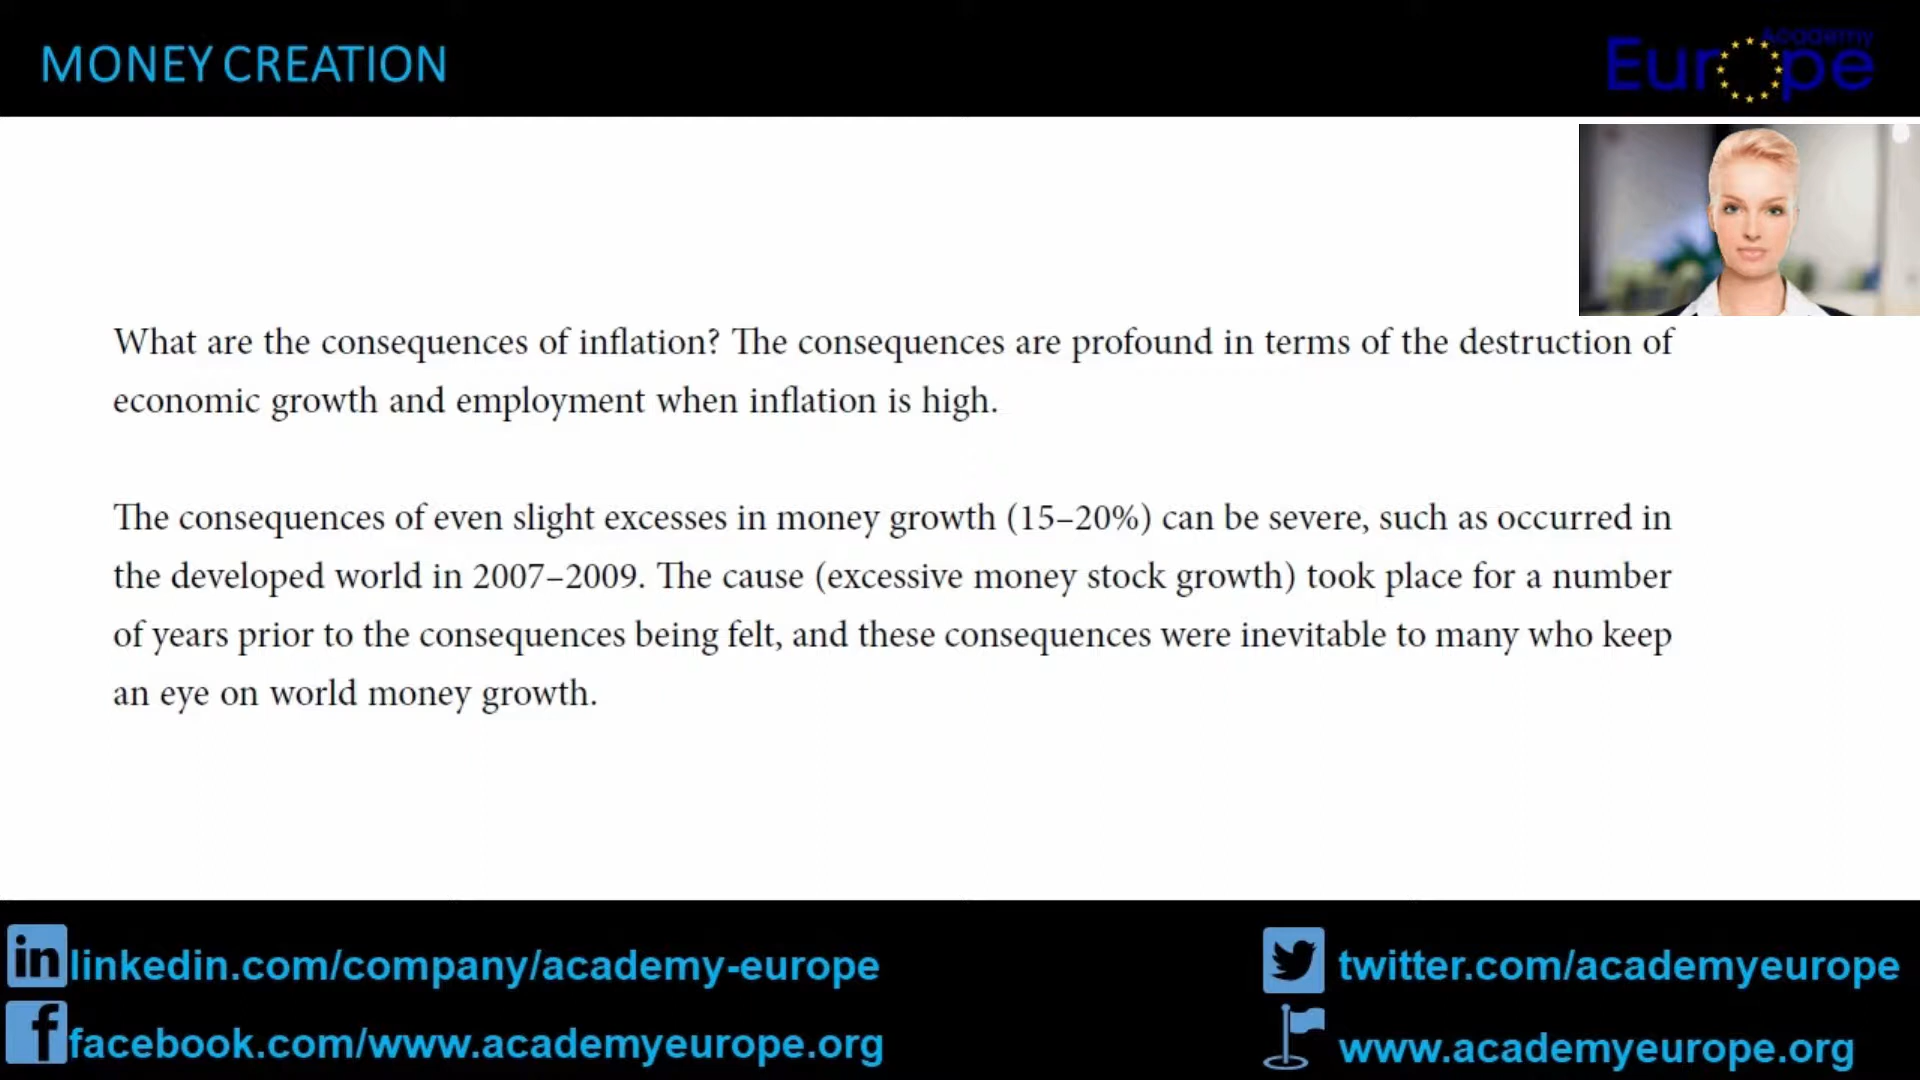 MONEY CREATION
Academy
Europe
What are the consequences of inflation? The consequences are profound in terms of the destruction of
economic growth and employment when inflation is high.
The consequences of even slight excesses in money growth (15–20%) can be severe, such as occurred in
the developed world in 2007–2009. The cause (excessive money stock growth) took place for a number
of years prior to the consequences being felt, and these consequences were inevitable to many who keep
an eye on world money growth.
in linkedin.com/company/academy-europe
twitter.com/academyeurope
f facebook.com/www.academyeurope.org
www.academyeurope.org